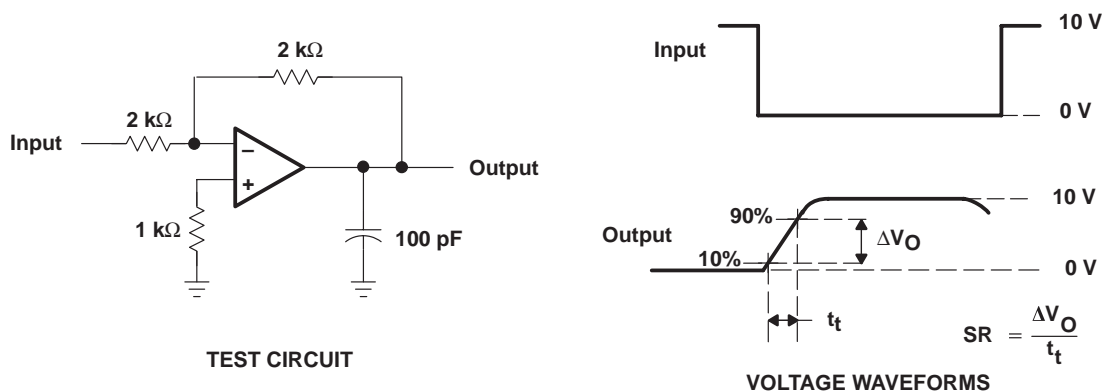 2 kΩ
2 kΩ
Input
−
+
Output
1 kΩ
100 pF
TEST CIRCUIT
10 V
Input
0 V
10 V
90%
ΔVO
Output
10%
0 V
tt
SR = ΔVO
tt
VOLTAGE WAVEFORMS